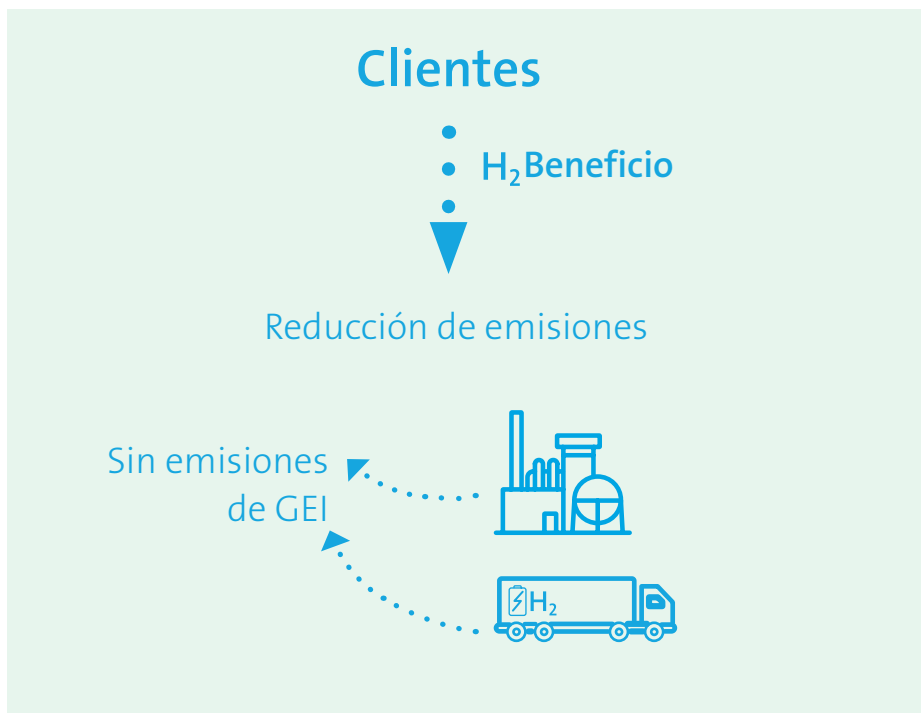 Clientes
H₂Beneficio
Reducción de emisiones
Sin emisiones
de GEI
H₂